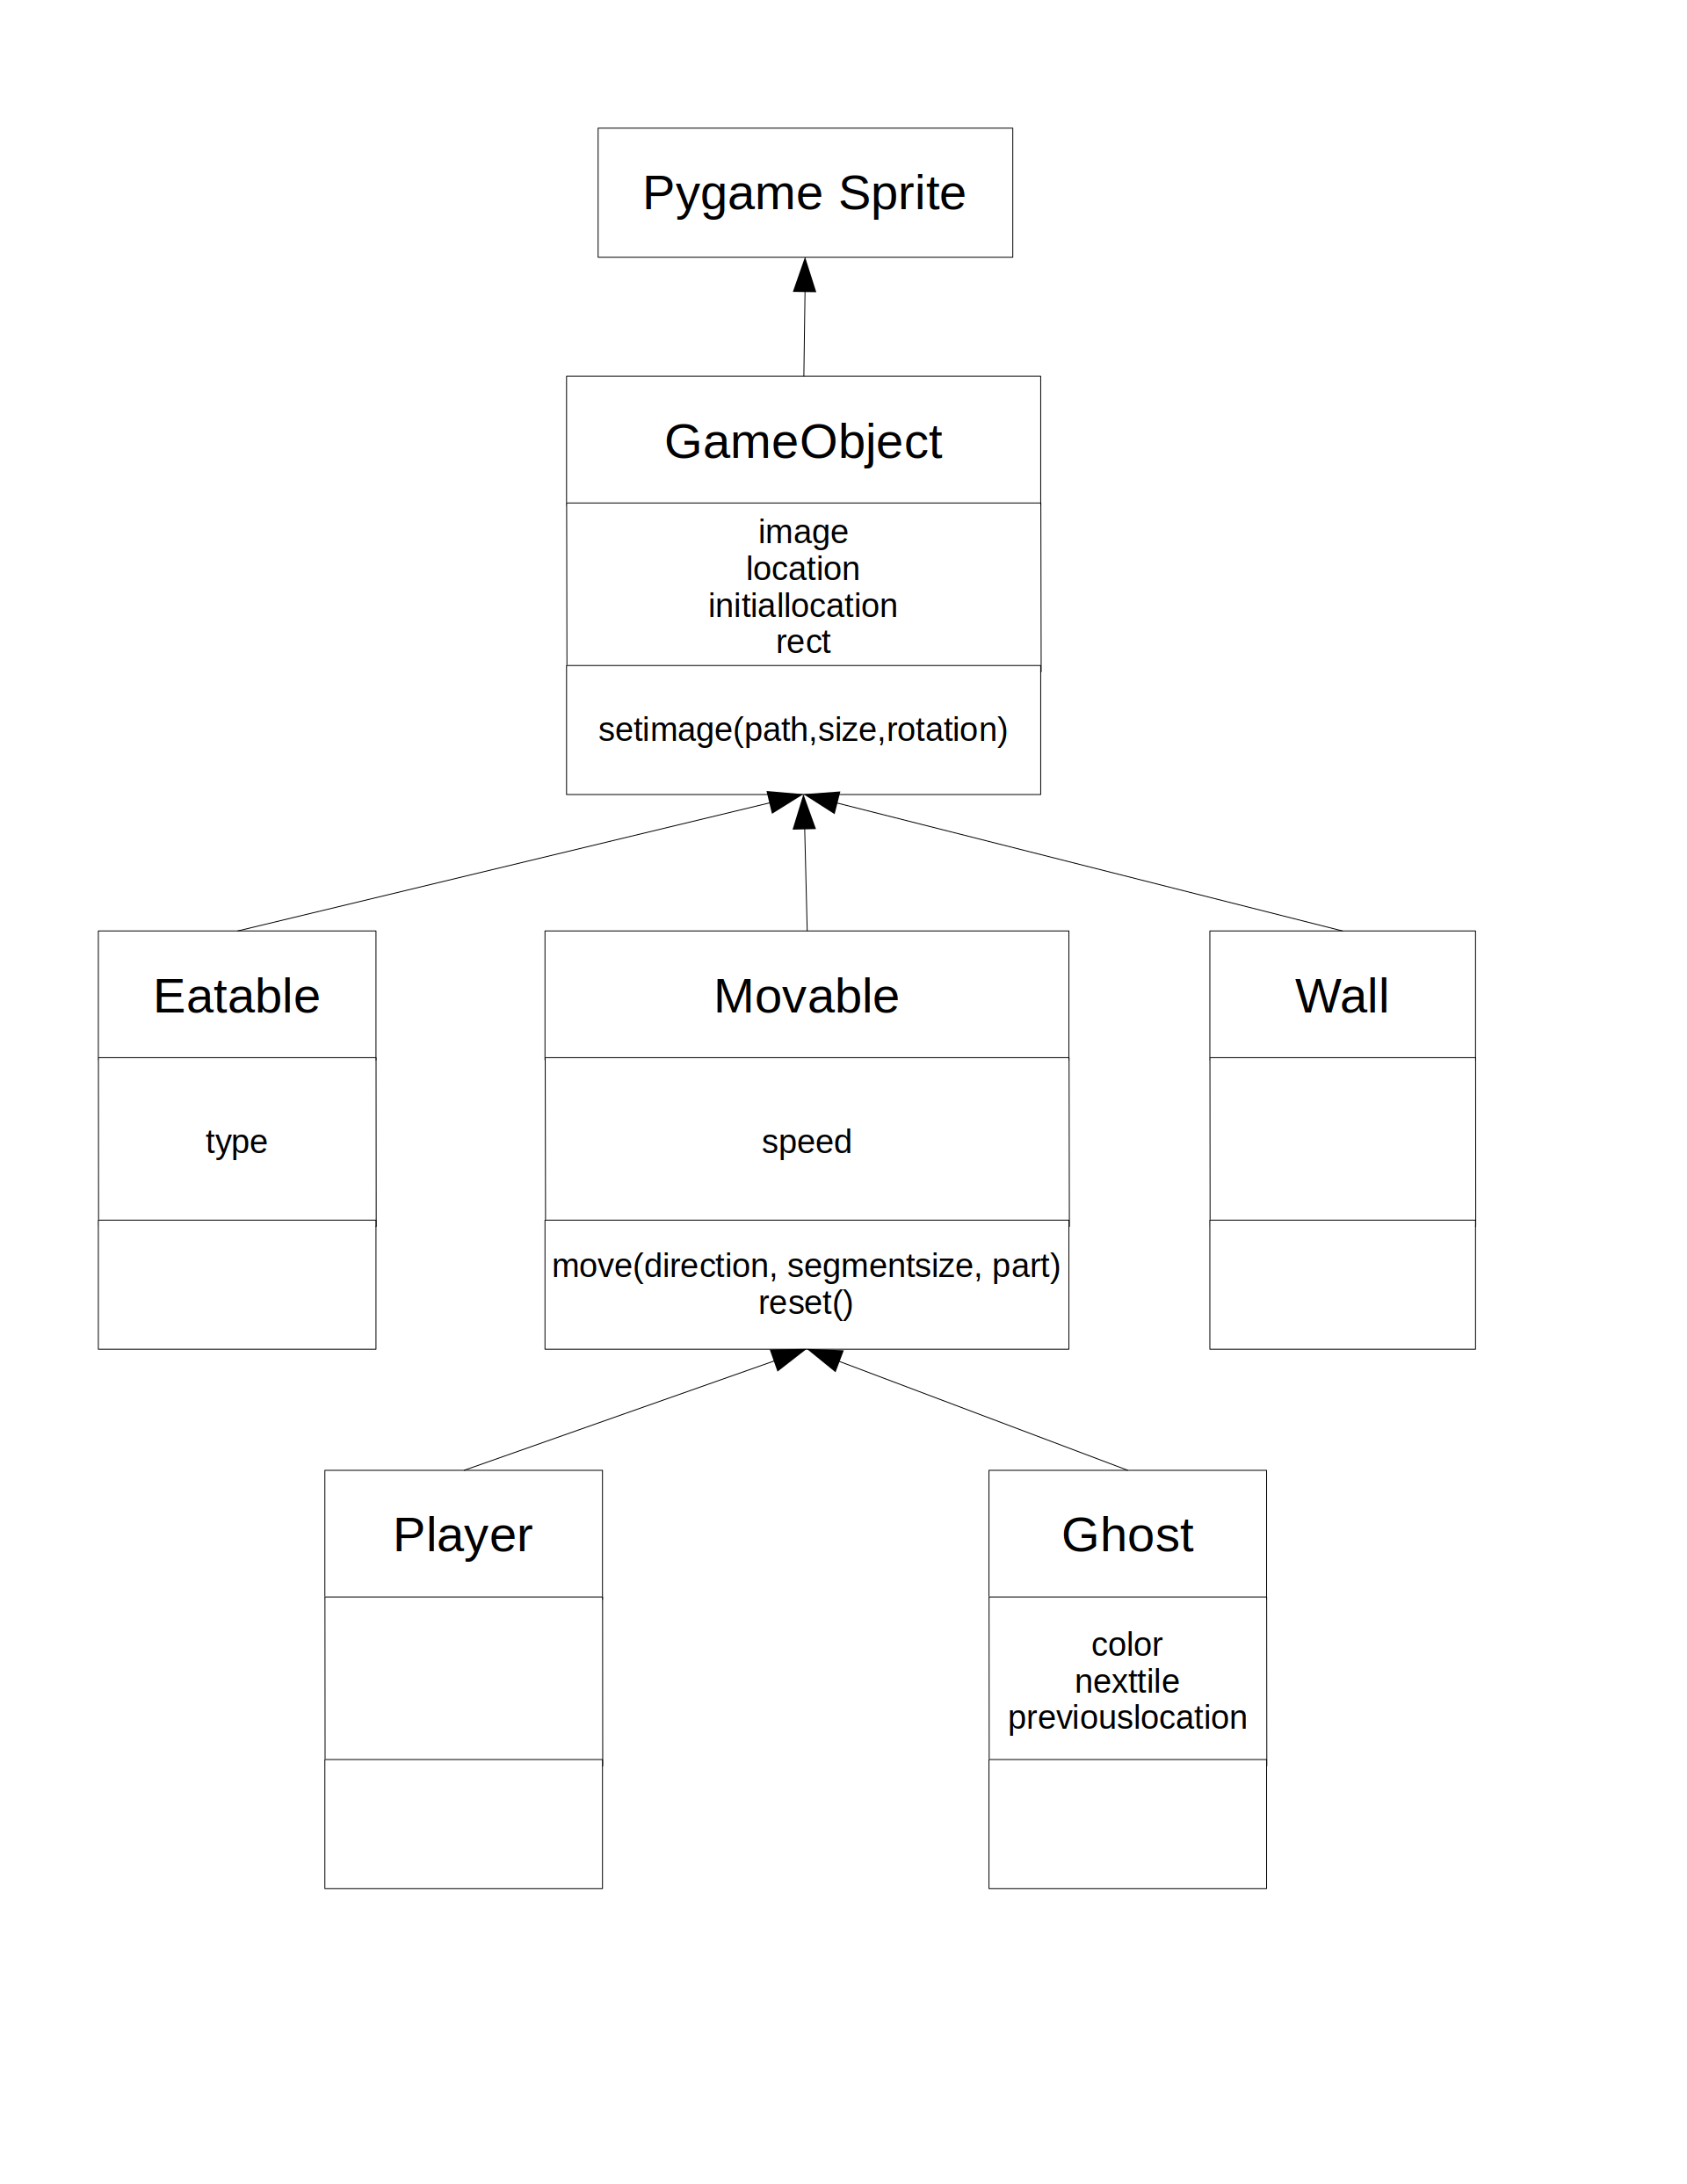 Pygame Sprite
GameObject
image
location
initiallocation
rect
setimage(path,size,rotation)
Eatable
type
Movable
speed
move(direction, segmentsize, part)
reset()
Wall
Player
Ghost
color
nexttile
previouslocation